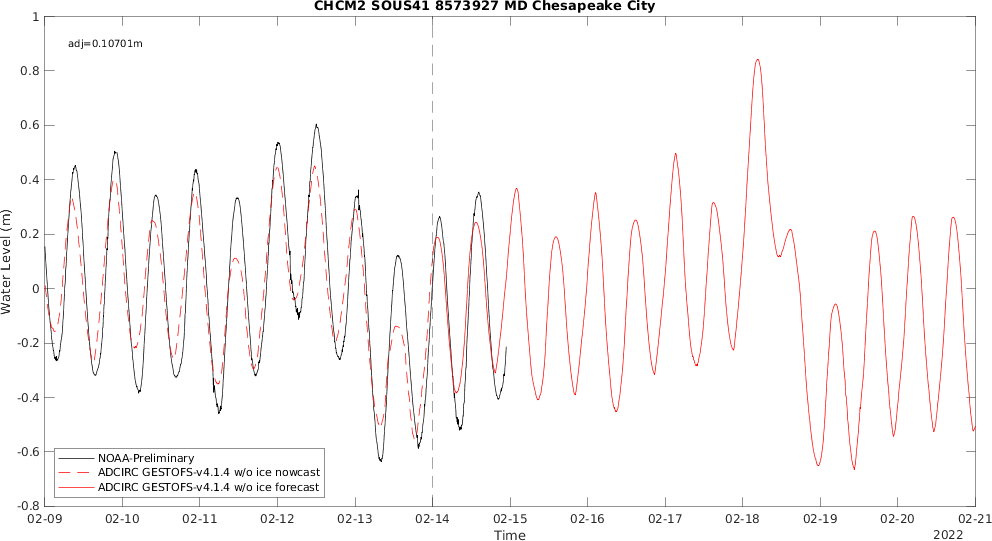 CHCM2 SOUS41 8573927 MD Chesapeake City
adj=0.10701m
1
0.8
0.6
0.4
0.2
0
-0.2
-0.4
-0.6
-0.8
Water Level (m)
NOAA-Preliminary
ADCIRC GESTOFS-v4.1.4 w/o ice nowcast
ADCIRC GESTOFS-v4.1.4 w/o ice forecast
02-09 02-10 02-11 02-12 02-13 02-14 02-15 02-16 02-17 02-18 02-19 02-20 02-21
Time
2022